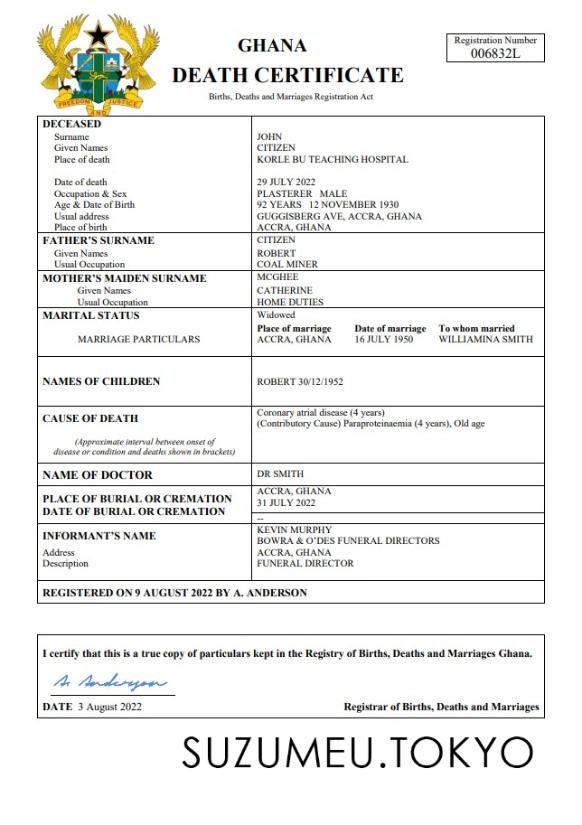 GHANA
DEATH CERTIFICATE
Births, Deaths and Marriages Registration Act
Registration Number
006832L
FREEDOM AND JUSTICE
DECEASED
Surname JOHN
Given Names CITIZEN
Place of death KORLE BU TEACHING HOSPITAL
Date of death 29 JULY 2022
Occupation & Sex PLASTERER MALE
Age & Date of Birth 92 YEARS 12 NOVEMBER 1930
Usual address GUGGISBERG AVE, ACCRA, GHANA
Place of birth ACCRA, GHANA
FATHER'S SURNAME CITIZEN
Given Names ROBERT
Usual Occupation COAL MINER
MOTHER'S MAIDEN SURNAME MCGHEE
Given Names CATHERINE
Usual Occupation HOME DUTIES
MARITAL STATUS Widowed
Place of marriage Date of marriage To whom married
MARRIAGE PARTICULARS ACCRA, GHANA 16 JULY 1950 WILLIAMINA SMITH
NAMES OF CHILDREN ROBERT 30/12/1952
CAUSE OF DEATH Coronary atrial disease (4 years)
(Contributory Cause) Paraproteinaemia (4 years), Old age
(Approximate interval between onset of
disease or condition and deaths shown in brackets)
NAME OF DOCTOR DR SMITH
PLACE OF BURIAL OR CREMATION ACCRA, GHANA
DATE OF BURIAL OR CREMATION 31 JULY 2022
--
INFORMANT'S NAME KEVIN MURPHY
BOWRA & O'DES FUNERAL DIRECTORS
Address ACCRA, GHANA
Description FUNERAL DIRECTOR
REGISTERED ON 9 AUGUST 2022 BY A. ANDERSON
I certify that this is a true copy of particulars kept in the Registry of Births, Deaths and Marriages Ghana.
A. Anderson
DATE 3 August 2022 Registrar of Births, Deaths and Marriages
SUZUMEU.TOKYO